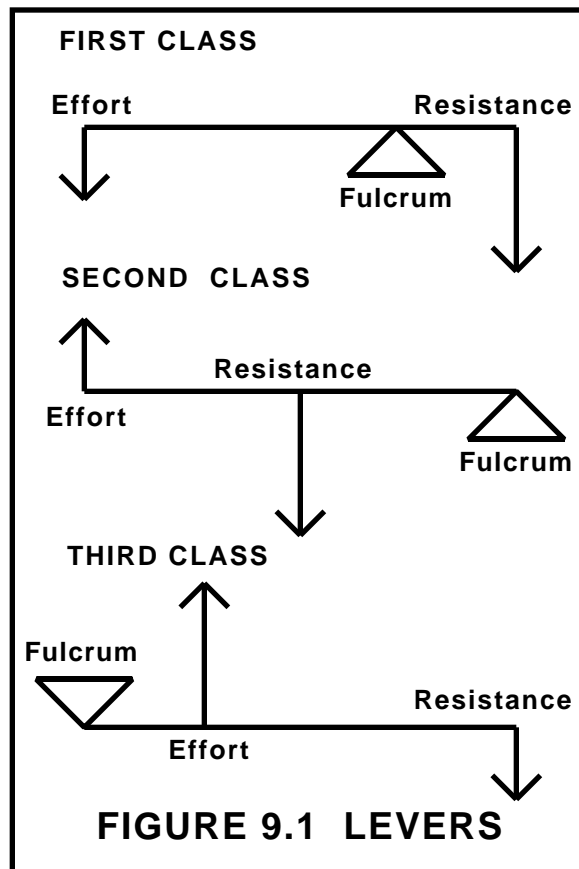 FIRST CLASS
Effort Resistance
Fulcrum
SECOND CLASS
Resistance
Effort
Fulcrum
THIRD CLASS
Fulcrum
Resistance
Effort
FIGURE 9.1 LEVERS